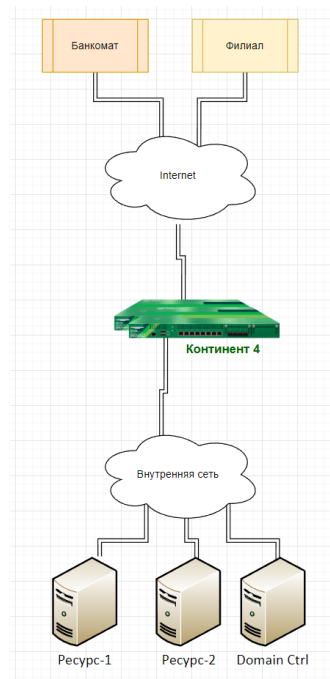 Банкомат
Филиал
Internet
Континент 4
Внутренняя сеть
Ресурс-1
Ресурс-2
Domain Ctrl